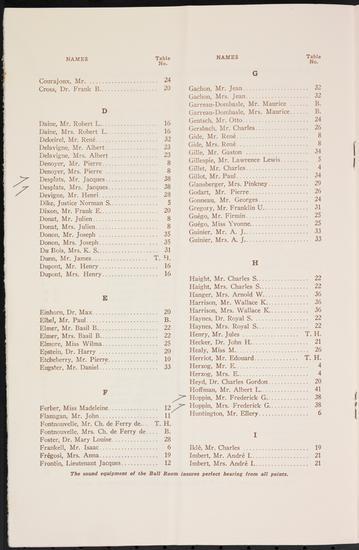 NAMES Table No.
Courajoux, Mr. 24
Cross, Dr. Frank B. 20
D
Daine, Mr. Robert L. 16
Daine, Mrs. Robert L. 16
Delavigne, Mr. Albert 23
Delavigne, Mrs. Albert 23
Denoyer, Mr. Pierre 8
Denoyer, Mrs. Pierre 8
Desplats, Mr. Jacques 38
Desplats, Mrs. Jacques 38
Devigne, Mr. Henri 28
Dike, Justice Norman S. 5
Dixon, Mr. Frank E. 20
Donat, Mr. Julien 8
Donat, Mrs. Julien 8
Donon, Mr. Joseph 35
Donon, Mrs. Joseph 35
Du Bois, Mrs. K. S. 31
Dunn, Mr. James T. H.
Dupont, Mr. Henry 16
Dupont, Mrs. Henry 16
E
Einhorn, Dr. Max 20
Elbel, Mr. Paul B.
Elmer, Mr. Basil B. 22
Elmer, Mrs. Basil B. 22
Elmore, Miss Wilma 25
Epstein, Dr. Harry 20
Etcheberry, Mr. Pierre 10
Eugster, Mr. Daniel 33
F
Ferber, Miss Madeleine 12
Flanagan, Mr. John 11
Fontnouvelle, Mr. Ch. de Ferry de T. H.
Fontnouvelle, Mrs. Ch. de Ferry de B.
Foster, Dr. Mary Louise 28
Frankell, Mr. Isaac 6
Frégosi, Mrs. Anna 19
Frontin, Lieutenant Jacques 12
NAMES Table No.
G
Gachon, Mr. Jean 32
Gachon, Mrs. Jean 32
Garreau-Dombasle, Mr. Maurice B.
Garreau-Dombasle, Mrs. Maurice B.
Gentsch, Mr. Otto 24
Gersbach, Mr. Charles 26
Gide, Mr. René 8
Gide, Mrs. René 8
Gille, Mr. Gaston 34
Gillespie, Mr. Lawrence Lewis 5
Gillet, Mr. Charles 4
Gillot, Mr. Paul 34
Glansberger, Mrs. Pinkney 29
Godart, Mr. Pierre 26
Gonneau, Mr. Georges 24
Gregory, Mr. Franklin U. 31
Guégo, Mr. Firmin 25
Guégo, Miss Yvonne 25
Guinier, Mr. A. J. 33
Guinier, Mrs. A. J. 33
H
Haight, Mr. Charles S. 22
Haight, Mrs. Charles S. 22
Hanger, Mrs. Arnold W. 36
Harrison, Mr. Wallace K. 36
Harrison, Mrs. Wallace K. 36
Haynes, Dr. Royal S. 22
Haynes, Mrs. Royal S. 22
Henry, Mr. Jules T. H.
Hecker, Dr. John H. 21
Healy, Miss M. 26
Herriot, Mr. Edouard T. H.
Herzog, Mr. E. 4
Herzog, Mrs. E. 4
Heyd, Dr. Charles Gordon 20
Hoffman, Mr. Albert L. 41
Hoppin, Mr. Frederick G. 38
Hoppin, Mrs. Frederick G. 38
Huntington, Mr. Ellery 6
I
Iklé, Mr. Charles 19
Imbert, Mr. André I. 21
Imbert, Mrs. André I. 21
The sound equipment of the Ball Room insures perfect hearing from all points.